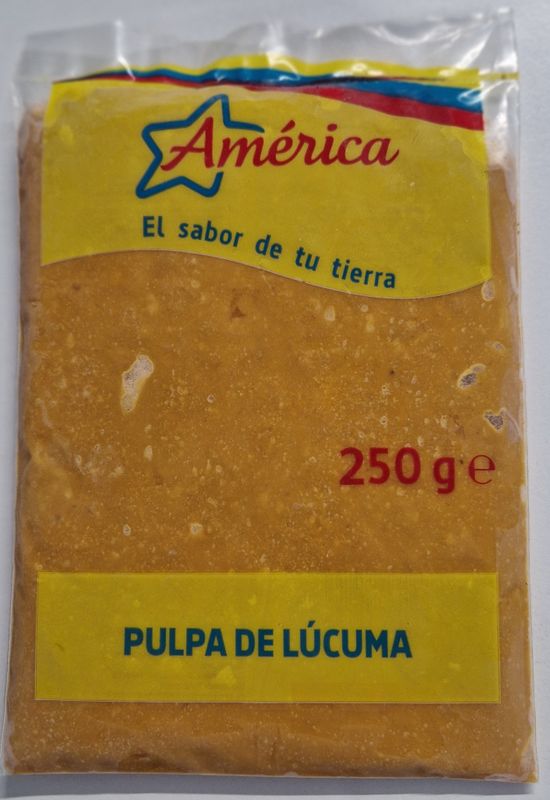 América
El sabor de tu tierra
250 g ℮
PULPA DE LÚCUMA